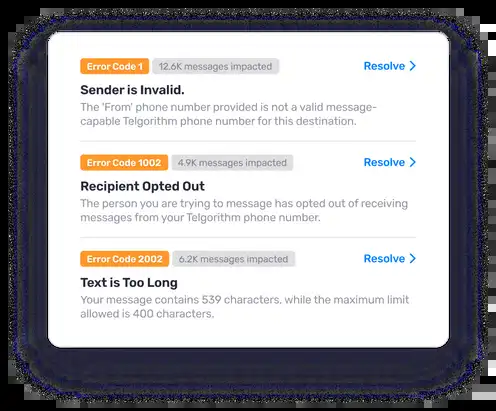 Error Code 1 12.6K messages impacted Resolve
Sender is Invalid.
The 'From' phone number provided is not a valid message-
capable Telgorithm phone number for this destination.
Error Code 1002 4.9K messages impacted Resolve
Recipient Opted Out
The person you are trying to message has opted out of receiving
messages from your Telgorithm phone number.
Error Code 2002 6.2K messages impacted Resolve
Text is Too Long
Your message contains 539 characters, while the maximum limit
allowed is 400 characters.